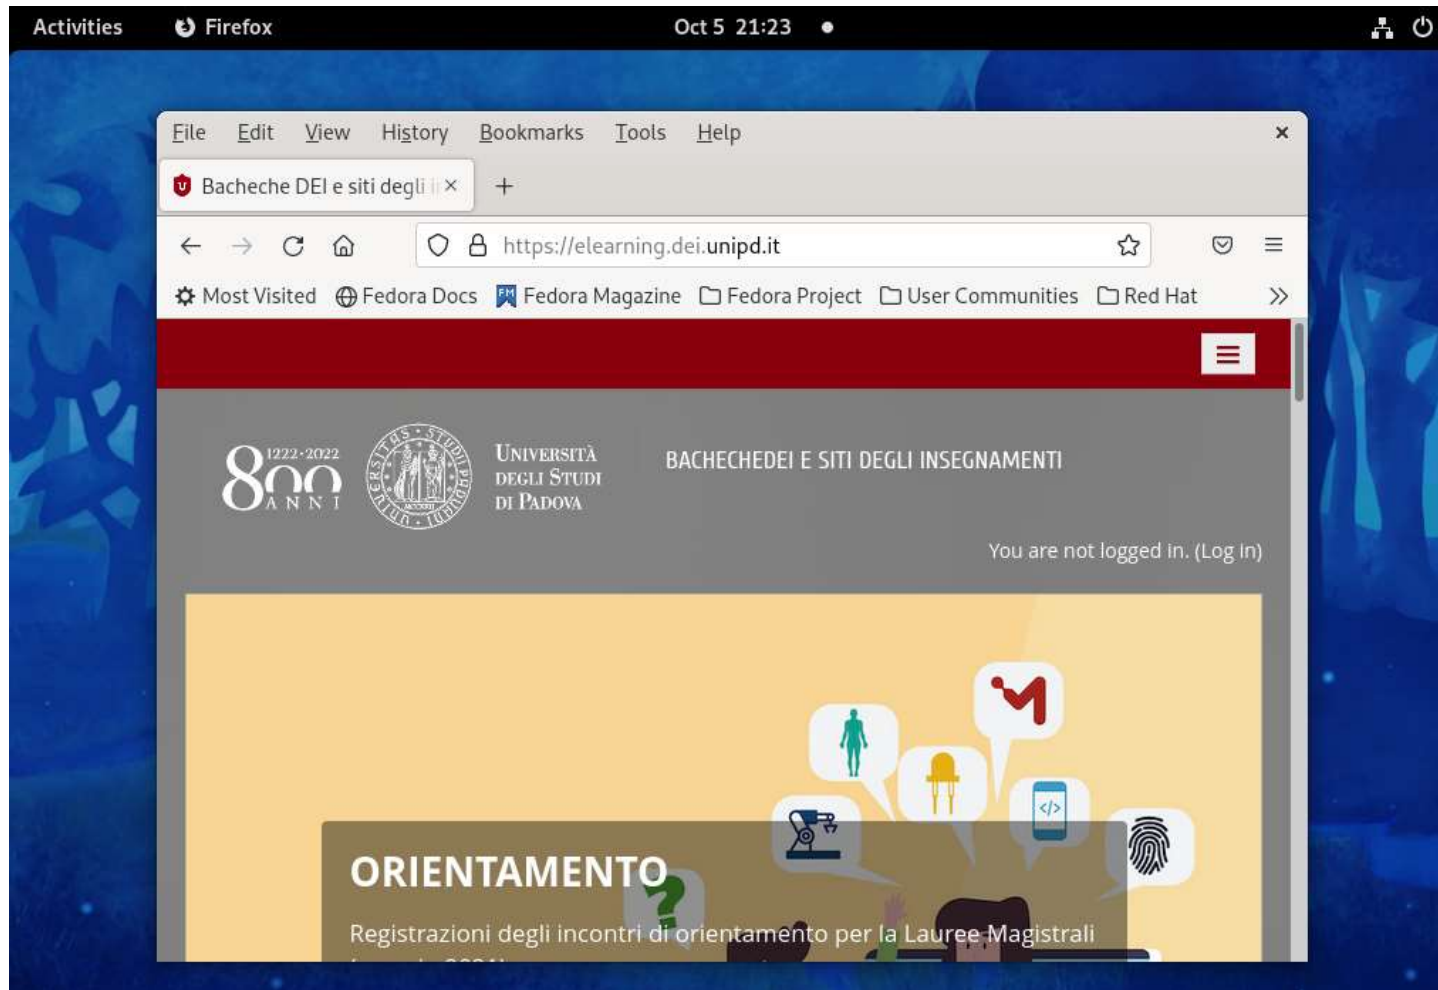 Activities Firefox Oct 5 21:23
File Edit View History Bookmarks Tools Help
Bacheche DEI e siti degli
https://elearning.dei.unipd.it
Most Visited Fedora Docs Fedora Magazine Fedora Project User Communities Red Hat
1222·2022
800
ANNI
UNIVERSITÀ
DEGLI STUDI
DI PADOVA
BACHECHEDEI E SITI DEGLI INSEGNAMENTI
You are not logged in. (Log in)
</>
ORIENTAMENTO
Registrazioni degli incontri di orientamento per la Lauree Magistrali